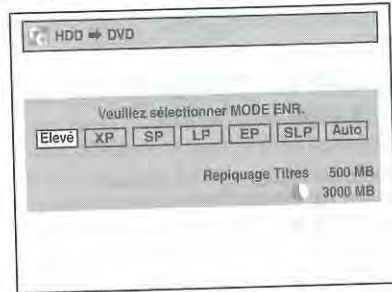 HDD ➡ DVD
Veuillez sélectionner MODE ENR.
Elevé XP SP LP EP SLP Auto
Repiquage Titres 500 MB
3000 MB